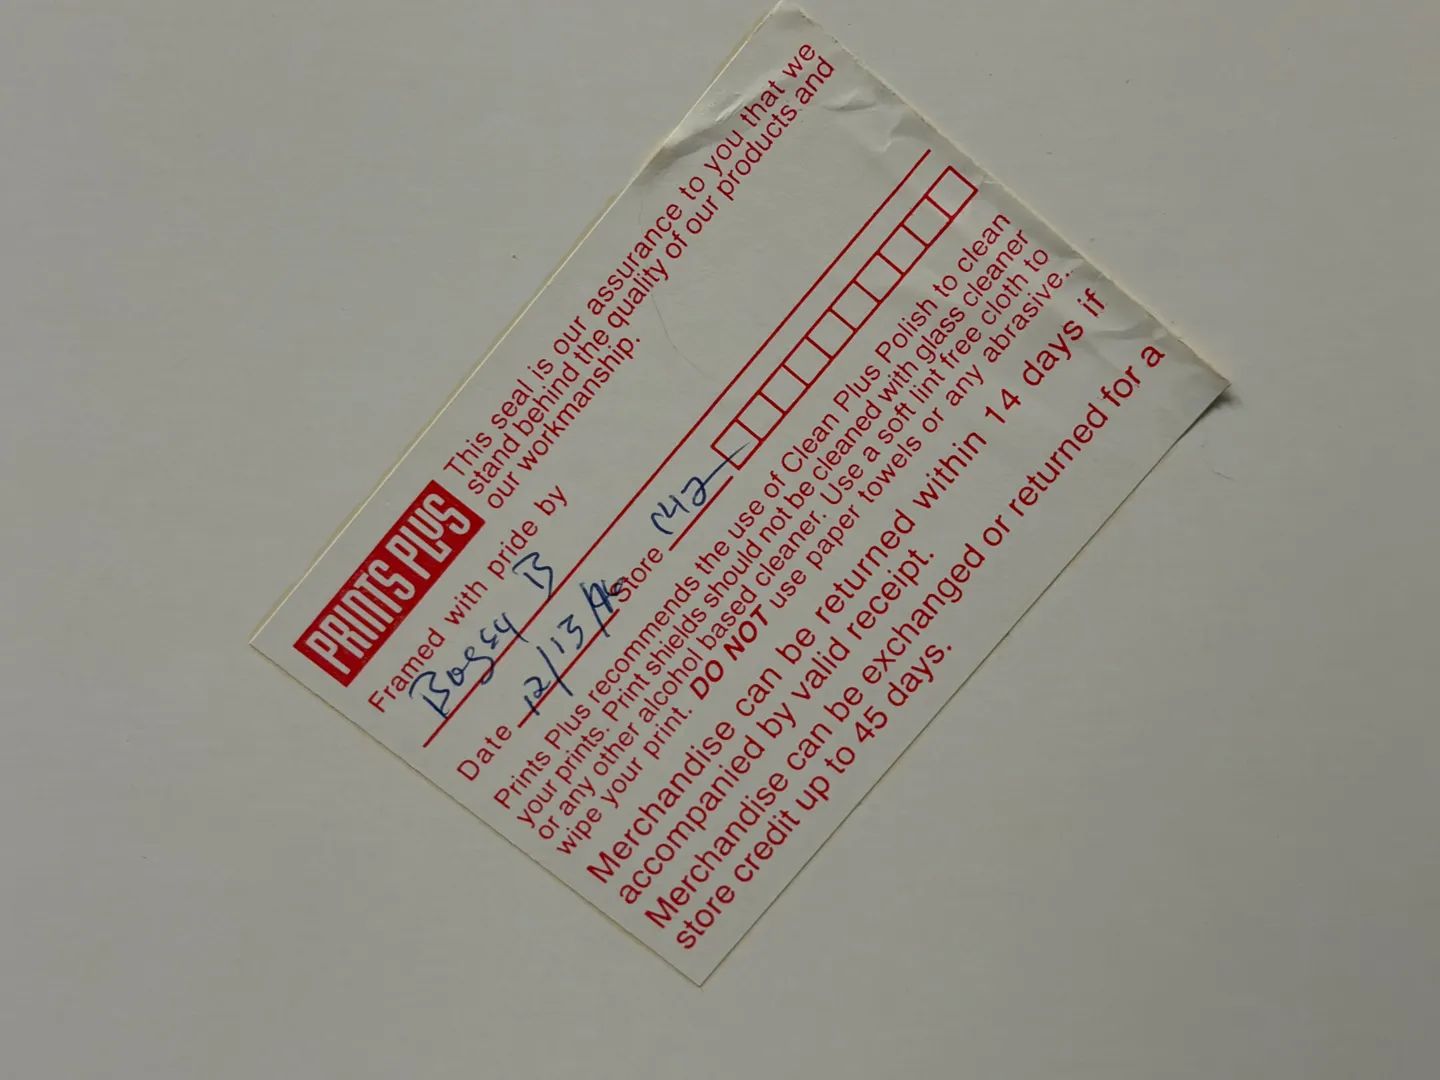 PRINTS PLUS
This seal is our assurance to you that we
stand behind the quality of our products and
our workmanship.
Framed with pride by
B
Date 12/13/96 Store 142
Prints Plus recommends the use of Clean Plus Polish to clean
your prints. Print shields should not be cleaned with glass cleaner
or any other alcohol based cleaner. Use a soft lint free cloth to
wipe your print. DO NOT use paper towels or any abrasive.
Merchandise can be returned within 14 days if
accompanied by valid receipt.
Merchandise can be exchanged or returned for a
store credit up to 45 days.